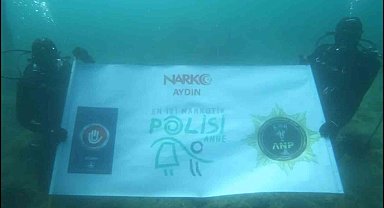 NARKO
AYDIN
EN İYİ NARKOTİK
POLİSİ
ANNE
ANP